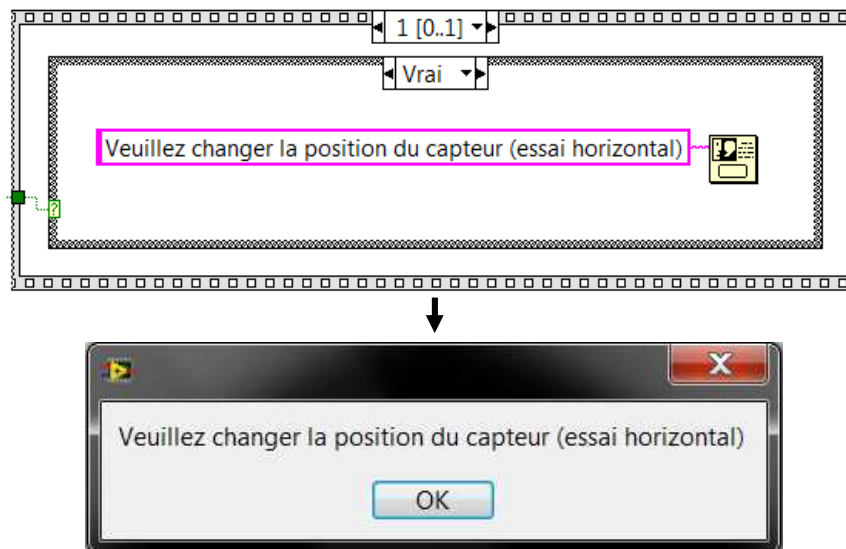 1 [0..1]
Vrai
Veuillez changer la position du capteur (essai horizontal)
?
Veuillez changer la position du capteur (essai horizontal)
OK